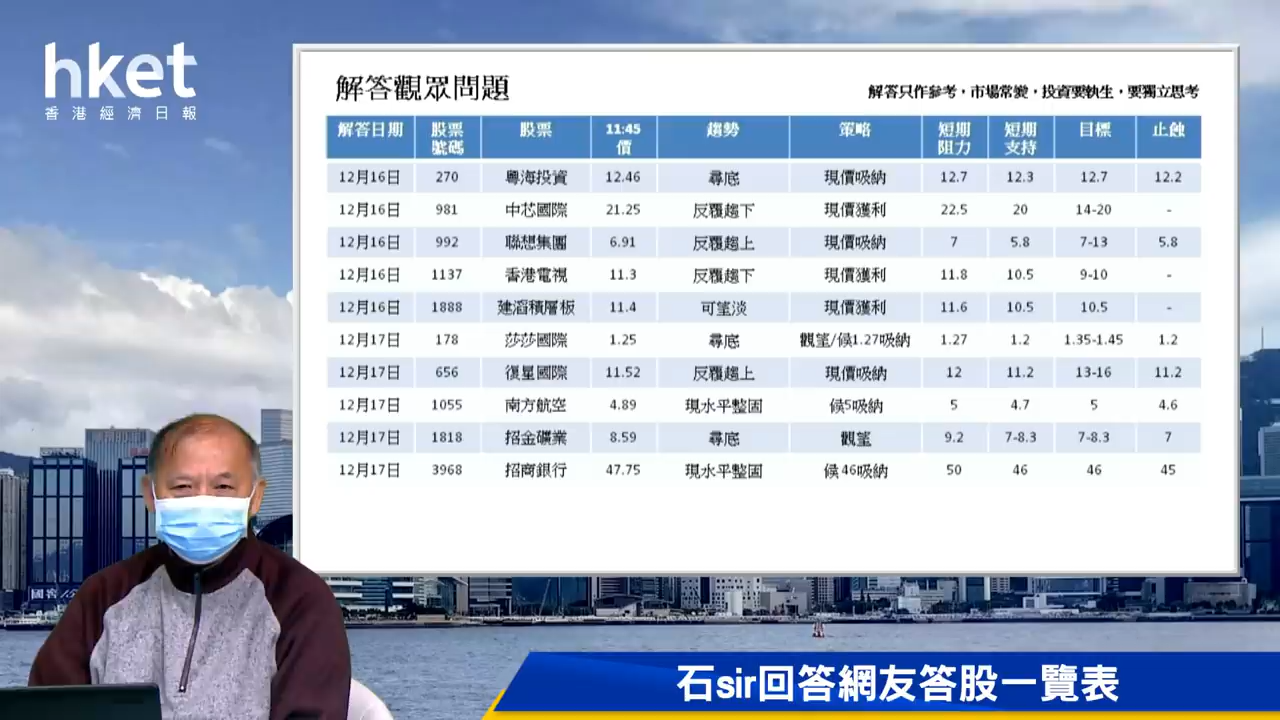 hket
香港經濟日報
解答觀眾問題
解答只作參考，市場常變，投資要執生，要獨立思考
解答日期 股票號碼 股票 11:45價 趨勢 策略 短期阻力 短期支持 目標 止蝕
12月16日 270 粵海投資 12.46 尋底 現價吸納 12.7 12.3 12.7 12.2
12月16日 981 中芯國際 21.25 反覆趨下 現價獲利 22.5 20 14-20 -
12月16日 992 聯想集團 6.91 反覆趨上 現價吸納 7 5.8 7-13 5.8
12月16日 1137 香港電視 11.3 反覆趨下 現價獲利 11.8 10.5 9-10 -
12月16日 1888 建滔積層板 11.4 可望淡 現價獲利 11.6 10.5 10.5 -
12月17日 178 莎莎國際 1.25 尋底 觀望/候1.27吸納 1.27 1.2 1.35-1.45 1.2
12月17日 656 復星國際 11.52 反覆趨上 現價吸納 12 11.2 13-16 11.2
12月17日 1055 南方航空 4.89 現水平整固 候5吸納 5 4.7 5 4.6
12月17日 1818 招金礦業 8.59 尋底 觀望 9.2 7-8.3 7-8.3 7
12月17日 3968 招商銀行 47.75 現水平整固 候46吸納 50 46 46 45
石sir回答網友答股一覽表